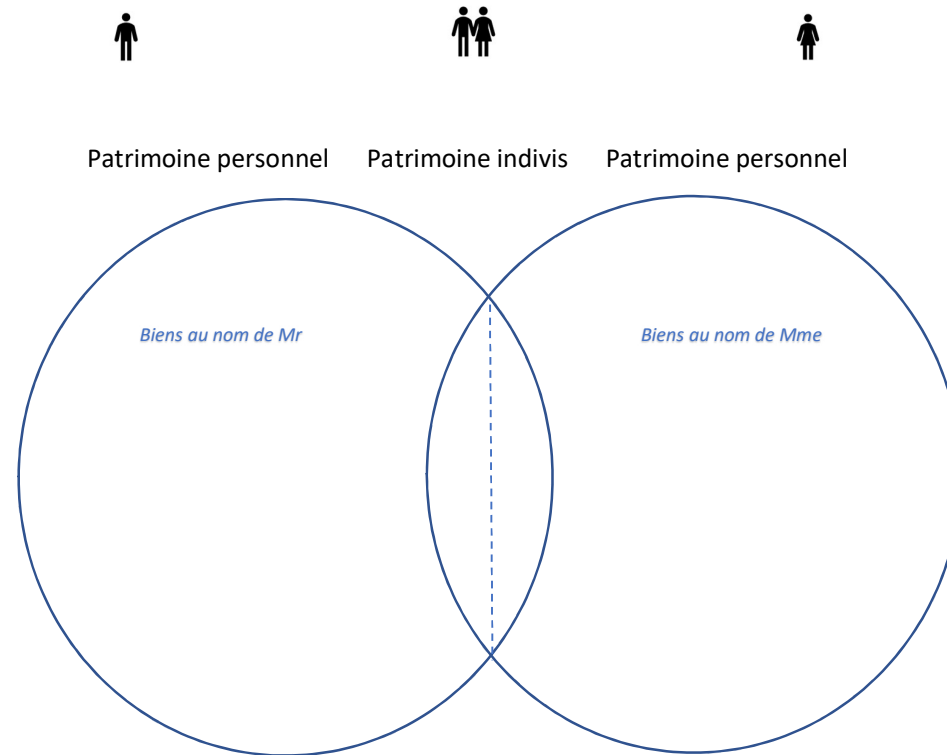 Patrimoine personnel
Patrimoine indivis
Patrimoine personnel
Biens au nom de Mr
Biens au nom de Mme